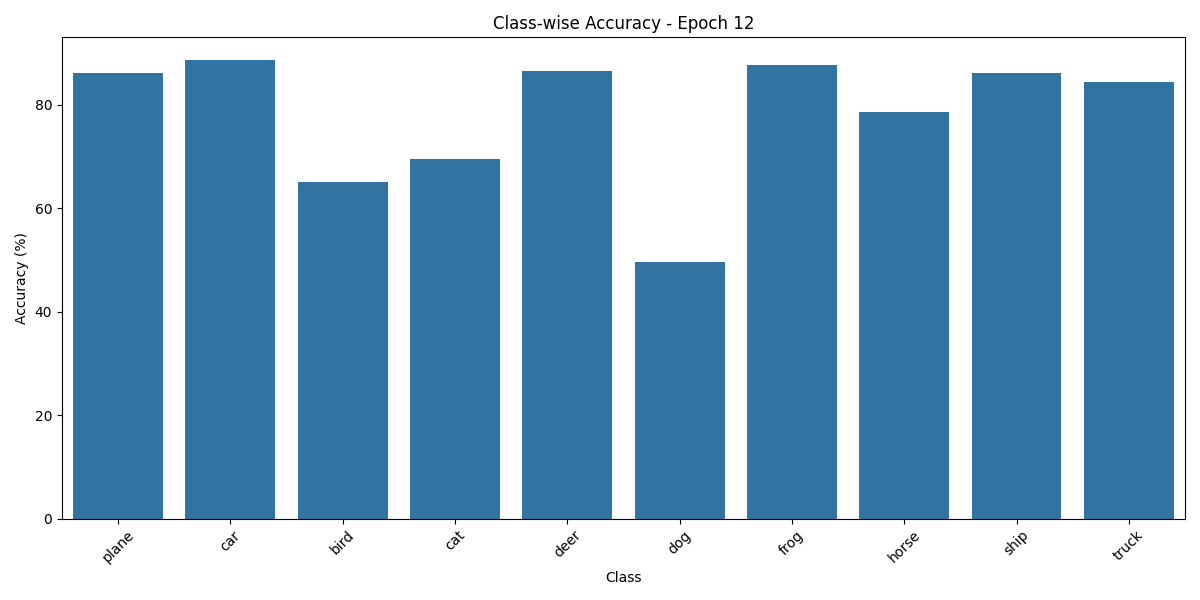 Class-wise Accuracy - Epoch 12
Accuracy (%)
80
60
40
20
0
plane car bird cat deer dog frog horse ship truck
Class